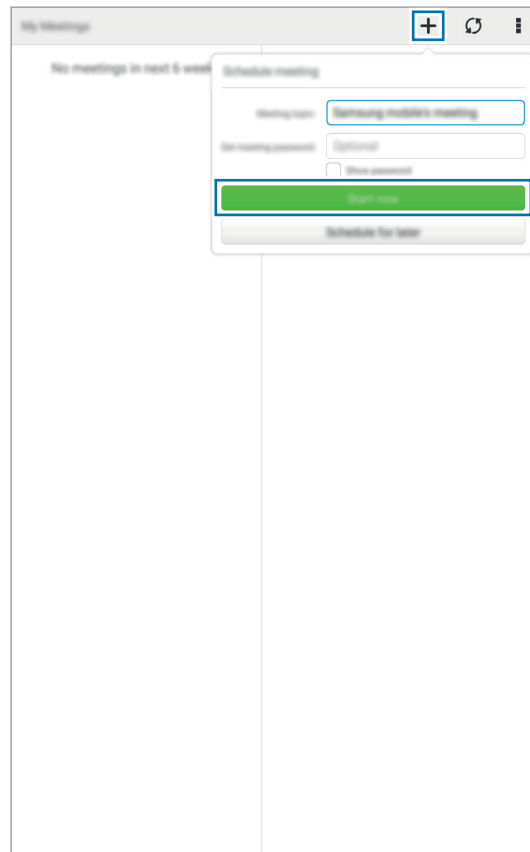 My Meetings
No meetings in next 6 week
Schedule meeting
Meeting topic:
Samsung mobile's meeting
Set meeting password:
Optional
Show password
Start now
Schedule for later